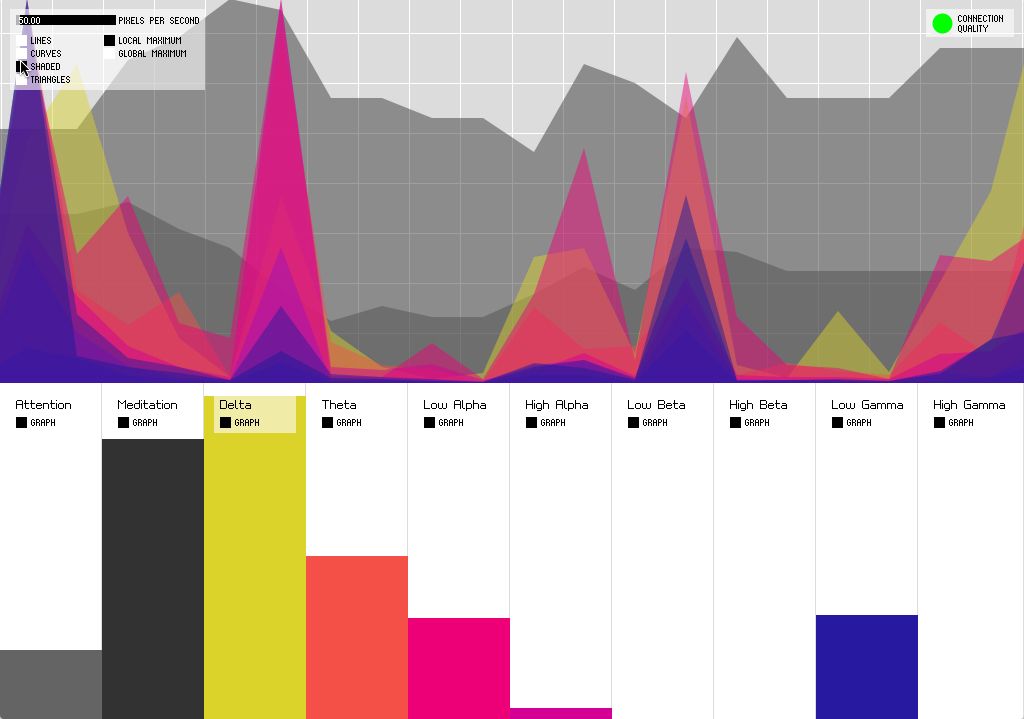 50.00 PIXELS PER SECOND
LINES
CURVES
SHADED
TRIANGLES
LOCAL MAXIMUM
GLOBAL MAXIMUM
CONNECTION
QUALITY
Attention
GRAPH
Meditation
GRAPH
Delta
GRAPH
Theta
GRAPH
Low Alpha
GRAPH
High Alpha
GRAPH
Low Beta
GRAPH
High Beta
GRAPH
Low Gamma
GRAPH
High Gamma
GRAPH